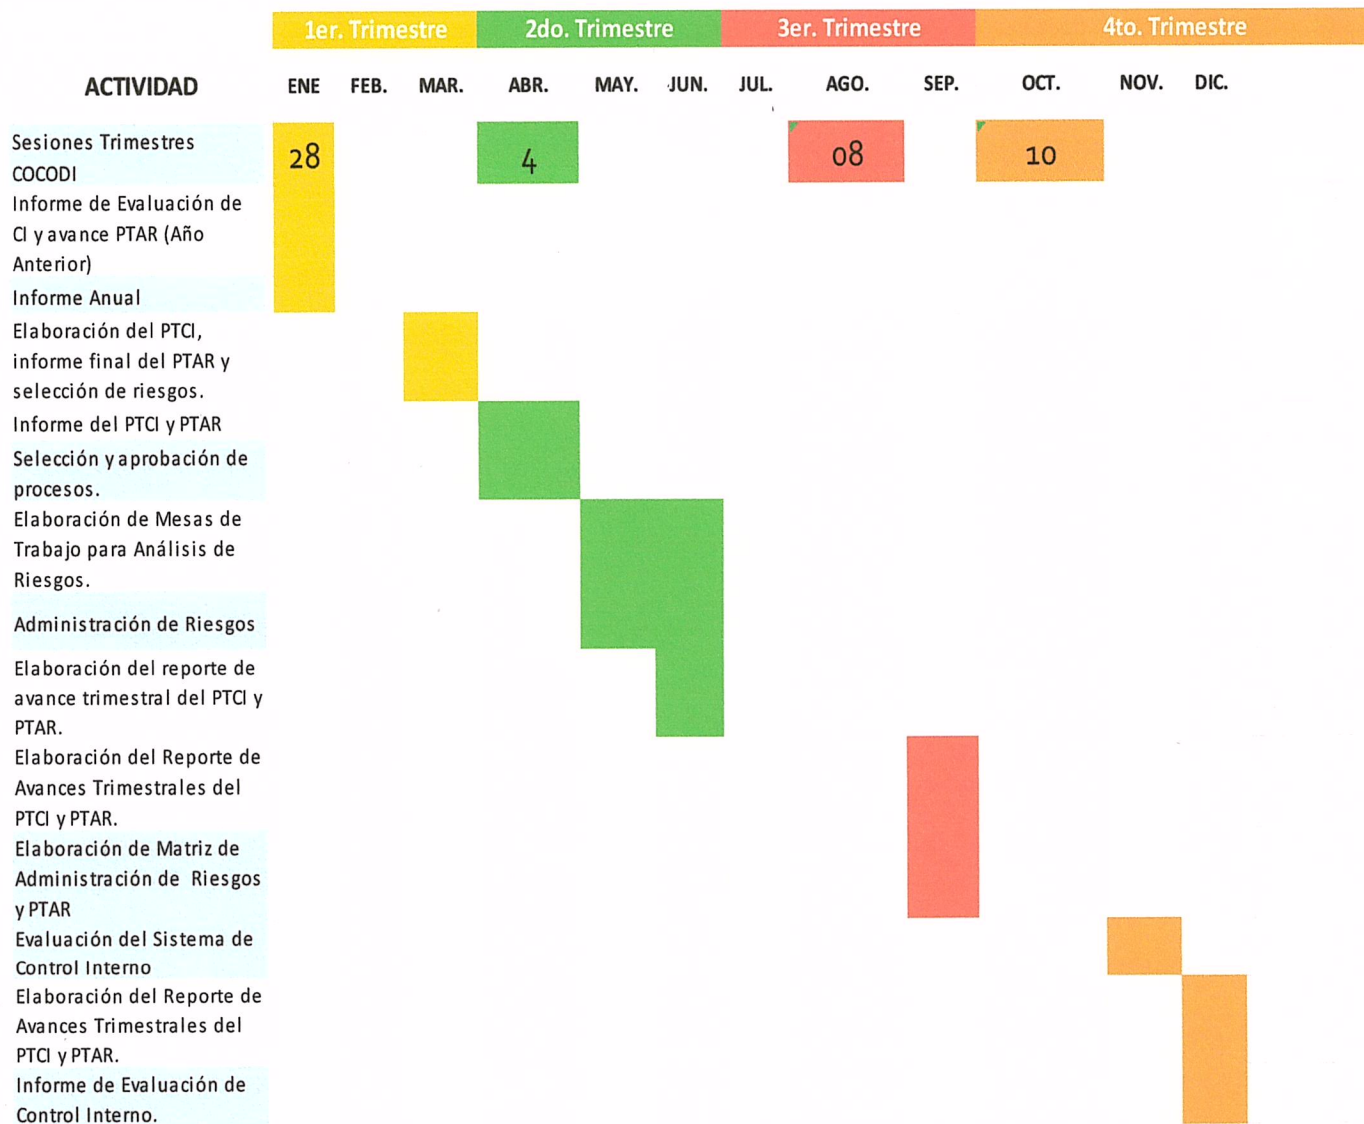 1er. Trimestre 2do. Trimestre 3er. Trimestre 4to. Trimestre
ACTIVIDAD ENE FEB. MAR. ABR. MAY. JUN. JUL. AGO. SEP. OCT. NOV. DIC.
Sesiones Trimestres
COCODI
28 4 08 10
Informe de Evaluación de
CI y avance PTAR (Año
Anterior)
Informe Anual
Elaboración del PTCI,
informe final del PTAR y
selección de riesgos.
Informe del PTCI y PTAR
Selección y aprobación de
procesos.
Elaboración de Mesas de
Trabajo para Análisis de
Riesgos.
Administración de Riesgos
Elaboración del reporte de
avance trimestral del PTCI y
PTAR.
Elaboración del Reporte de
Avances Trimestrales del
PTCI y PTAR.
Elaboración de Matriz de
Administración de Riesgos
y PTAR
Evaluación del Sistema de
Control Interno
Elaboración del Reporte de
Avances Trimestrales del
PTCI y PTAR.
Informe de Evaluación de
Control Interno.